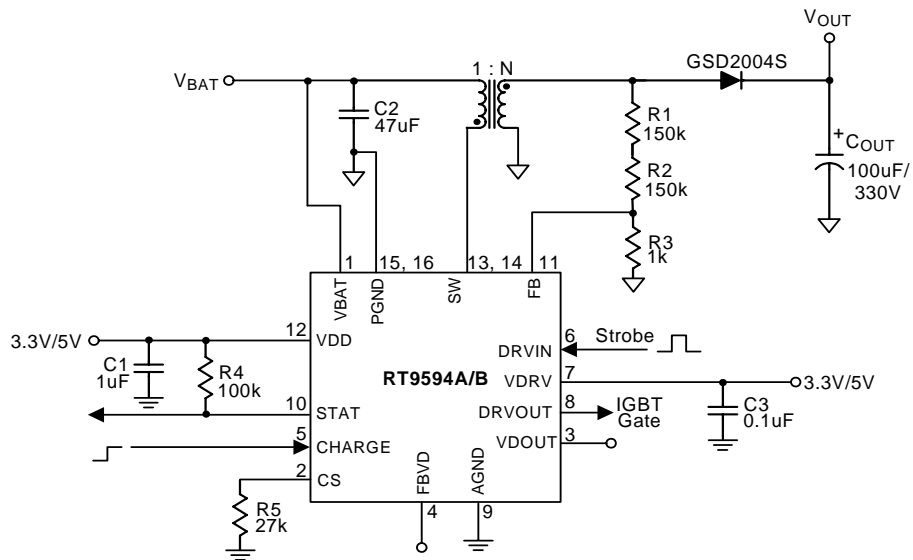 V_OUT
GSD2004S
1 : N
V_BAT
C2
47uF
R1
150k
R2
150k
+
C_OUT
100uF/
330V
R3
1k
1
15, 16
13, 14
11
VBAT
PGND
SW
FB
3.3V/5V
12
VDD
C1
1uF
R4
100k
10
STAT
5
CHARGE
2
CS
R5
27k
RT9594A/B
DRVIN
6
Strobe
VDRV
7
3.3V/5V
DRVOUT
8
IGBT
Gate
C3
0.1uF
VDOUT
3
FBVD
AGND
4
9